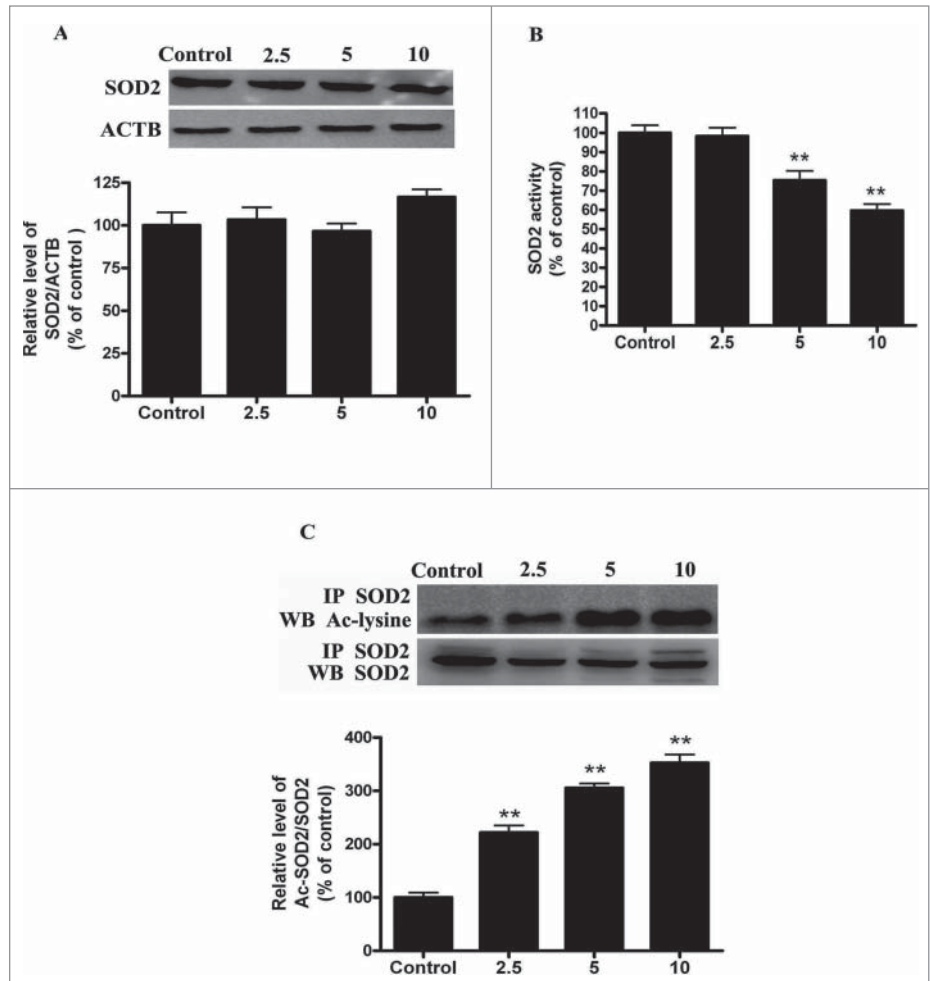 A
Control 2.5 5 10
SOD2
ACTB
Relative level of
SOD2/ACTB
(% of control )
125
100
75
50
25
0
Control 2.5 5 10
B
SOD2 activity
(% of control)
110
100
90
80
70
60
50
40
30
20
10
0
**
**
Control 2.5 5 10
C
Control 2.5 5 10
IP SOD2
WB Ac-lysine
IP SOD2
WB SOD2
Relative level of
Ac-SOD2/SOD2
(% of control)
400
300
200
100
0
**
**
**
Control 2.5 5 10